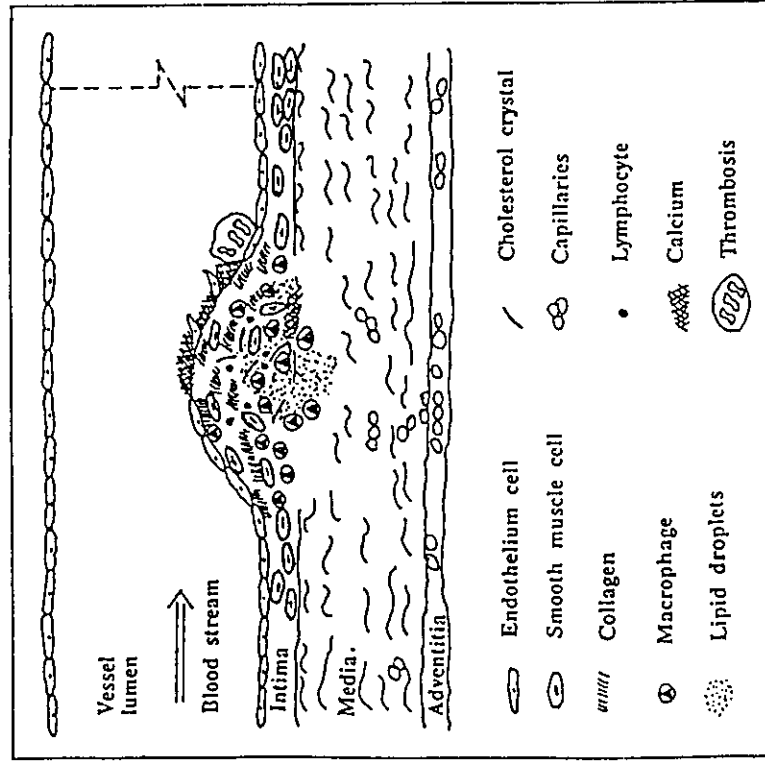 Vessel
lumen
Blood stream
Intima
Media.
Adventitia
Endothelium cell
Cholesterol crystal
Smooth muscle cell
Capillaries
Collagen
Lymphocyte
Macrophage
Calcium
Lipid droplets
Thrombosis